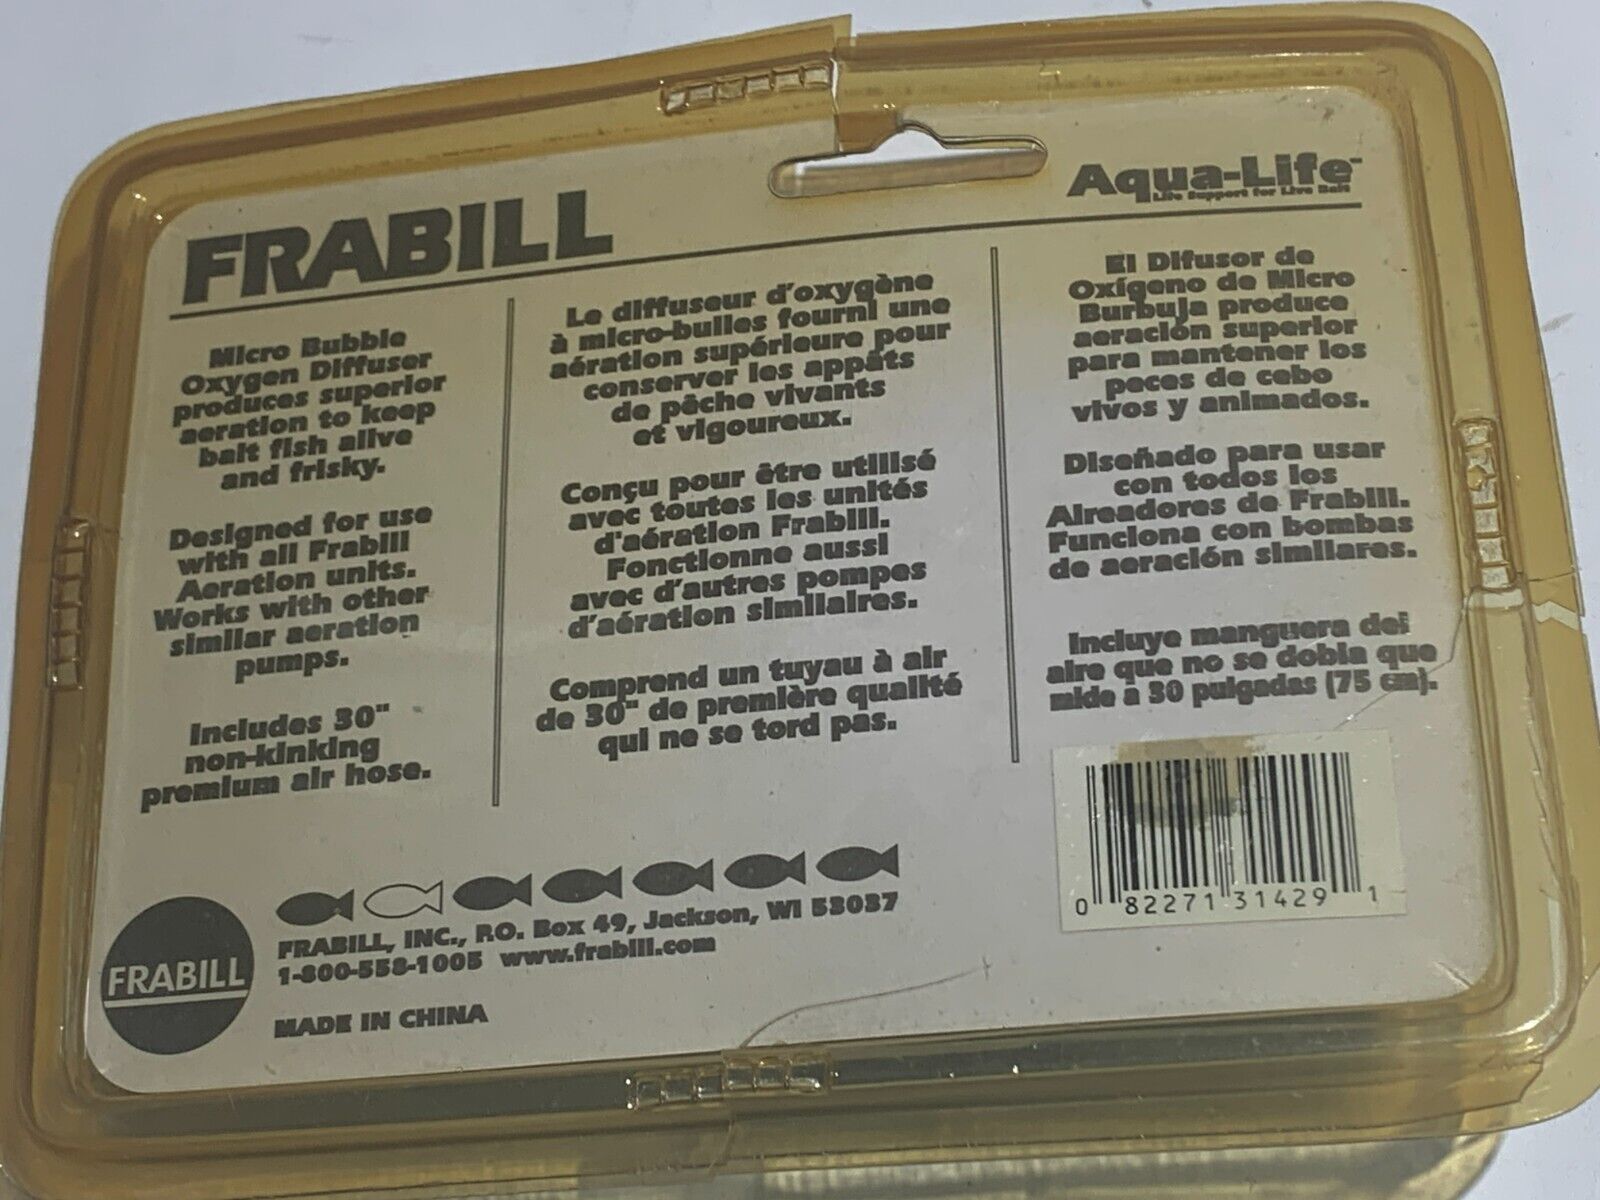 FRABILL
Aqua-Life™
Life Support for Live Bait
Micro Bubble
Oxygen Diffuser
produces superior
aeration to keep
bait fish alive
and frisky.
Designed for use
with all Frabill
Aeration units.
Works with other
similar aeration
pumps.
Includes 30"
non-kinking
premium air hose.
Le diffuseur d'oxygène
à micro-bulles fourni une
aération supérieure pour
conserver les appâts
de pêche vivants
et vigoureux.
Conçu pour être utilisé
avec toutes les unités
d'aération Frabill.
Fonctionne aussi
avec d'autres pompes
d'aération similaires.
Comprend un tuyau à air
de 30" de première qualité
qui ne se tord pas.
El Difusor de
Oxígeno de Micro
Burbuja produce
aeración superior
para mantener los
peces de cebo
vivos y animados.
Diseñado para usar
con todos los
Aireadores de Frabill.
Funciona con bombas
de aeración similares.
Incluye manguera del
aire que no se dobla que
mide a 30 pulgadas (75 cm).
0 82271 31429 1
FRABILL
FRABILL, INC., P.O. Box 49, Jackson, WI 53037
1-800-558-1005 www.frabill.com
MADE IN CHINA